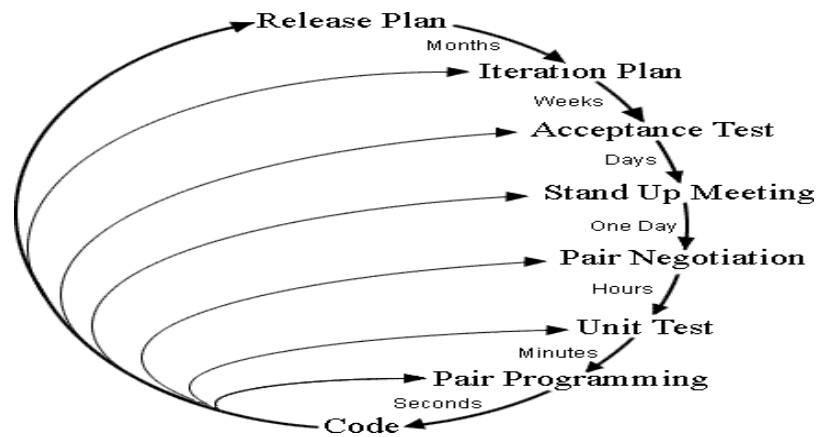 Release Plan
Months
Iteration Plan
Weeks
Acceptance Test
Days
Stand Up Meeting
One Day
Pair Negotiation
Hours
Unit Test
Minutes
Pair Programming
Seconds
Code